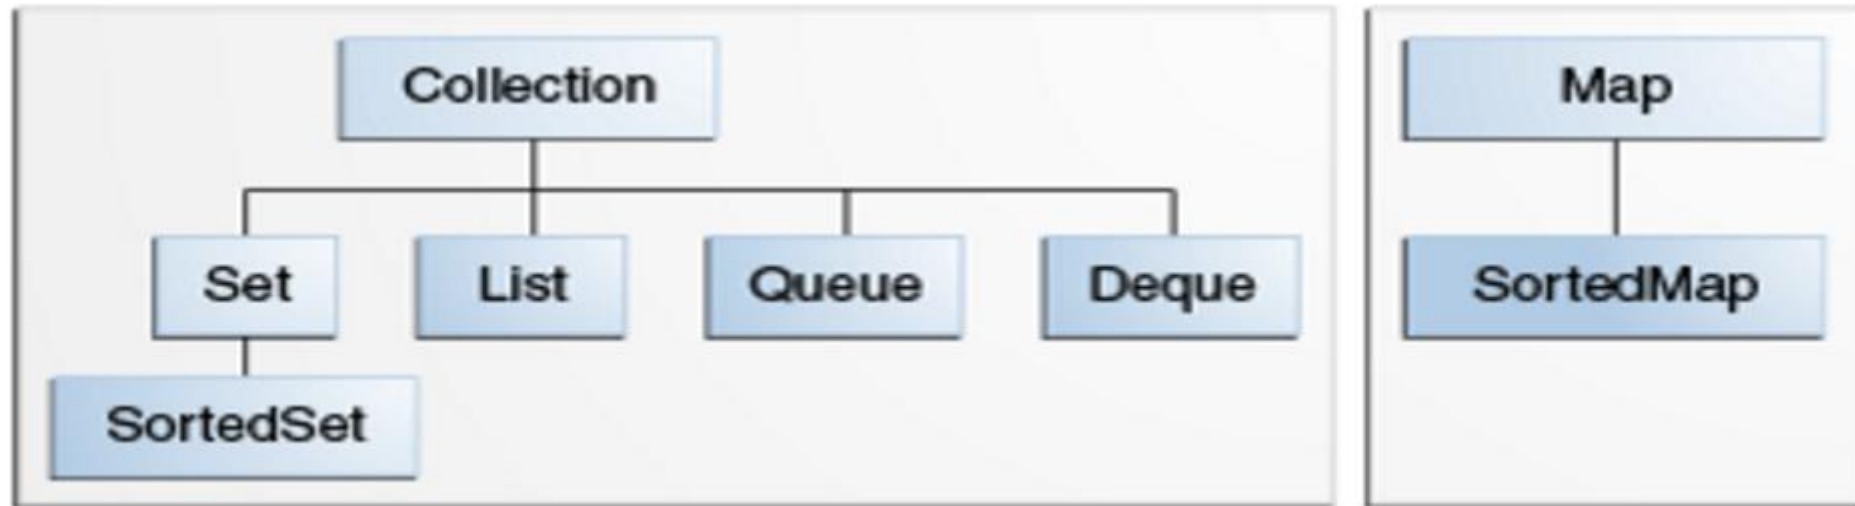 Collection
Map
Set
List
Queue
Deque
SortedMap
SortedSet